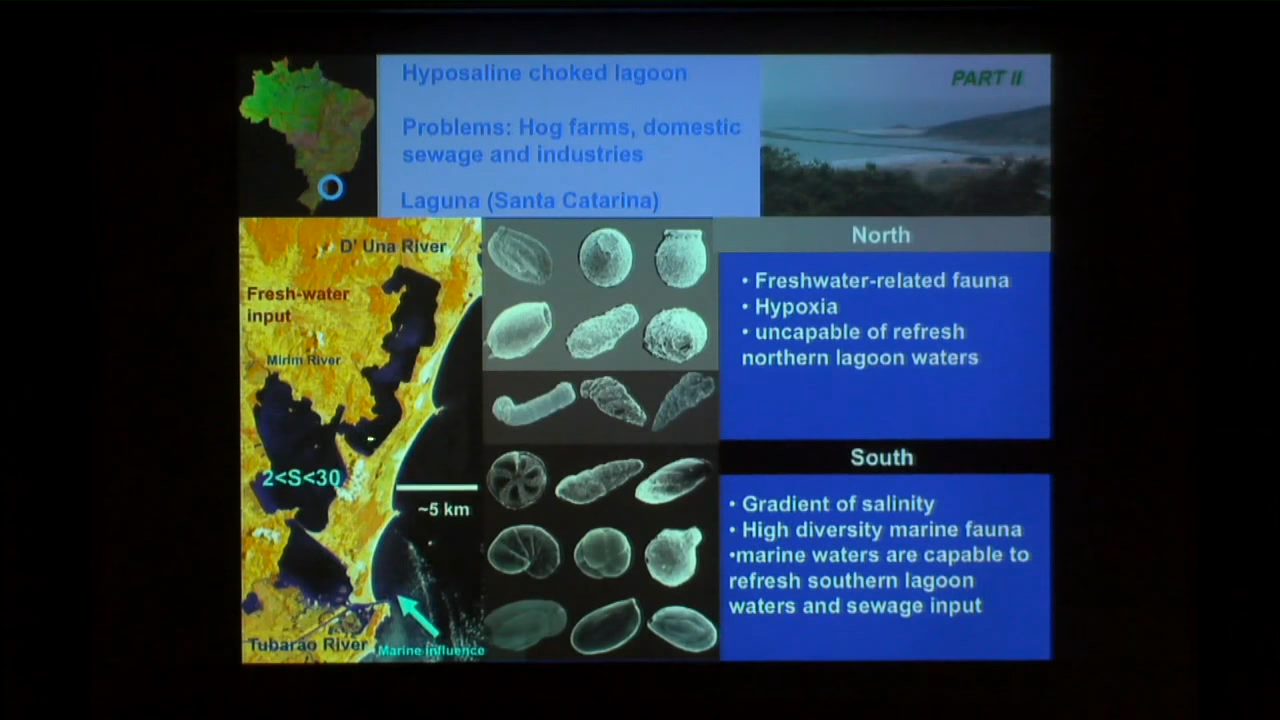 Hyposaline choked lagoon
Problems: Hog farms, domestic
sewage and industries
Laguna (Santa Catarina)
PART II
D' Una River
Fresh-water
input
Mirim River
2<S<30
~5 km
Tubarão River
Marine Influence
North
• Freshwater-related fauna
• Hypoxia
• uncapable of refresh
northern lagoon waters
South
• Gradient of salinity
• High diversity marine fauna
•marine waters are capable to
refresh southern lagoon
waters and sewage input